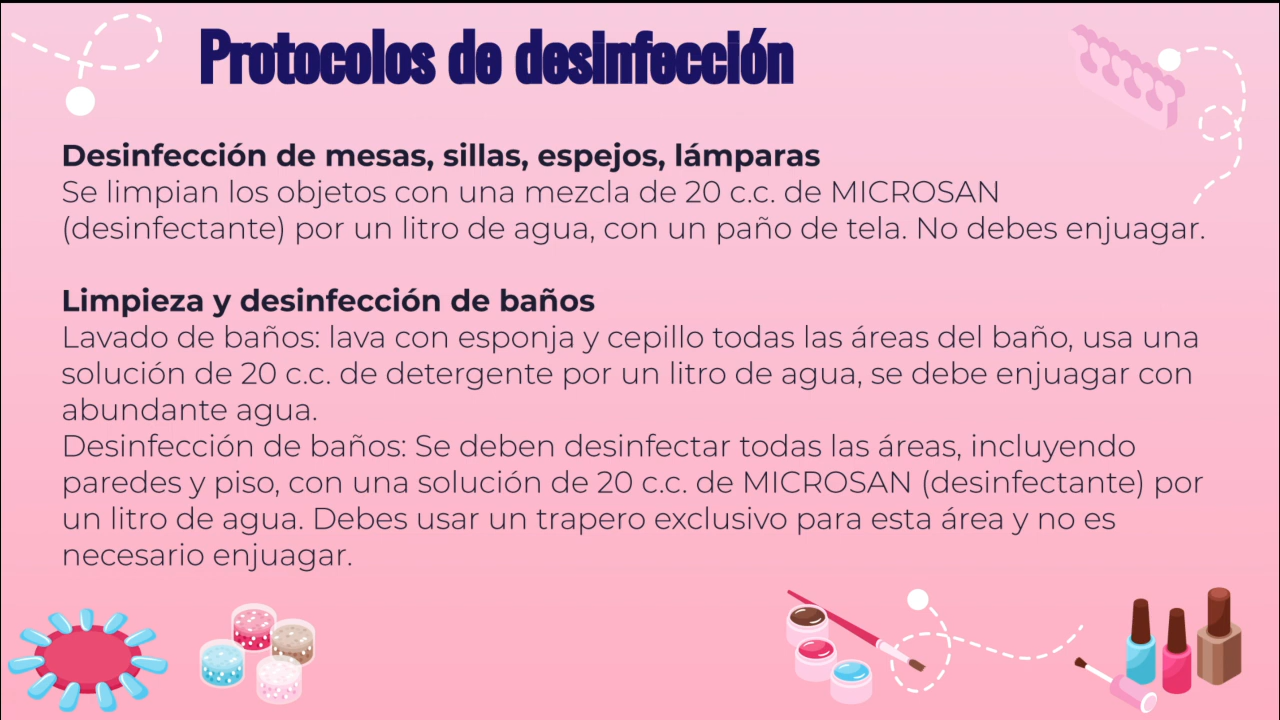 Protocolos de desinfección
Desinfección de mesas, sillas, espejos, lámparas
Se limpian los objetos con una mezcla de 20 c.c. de MICROSAN
(desinfectante) por un litro de agua, con un paño de tela. No debes enjuagar.
Limpieza y desinfección de baños
Lavado de baños: lava con esponja y cepillo todas las áreas del baño, usa una
solución de 20 c.c. de detergente por un litro de agua, se debe enjuagar con
abundante agua.
Desinfección de baños: Se deben desinfectar todas las áreas, incluyendo
paredes y piso, con una solución de 20 c.c. de MICROSAN (desinfectante) por
un litro de agua. Debes usar un trapero exclusivo para esta área y no es
necesario enjuagar.